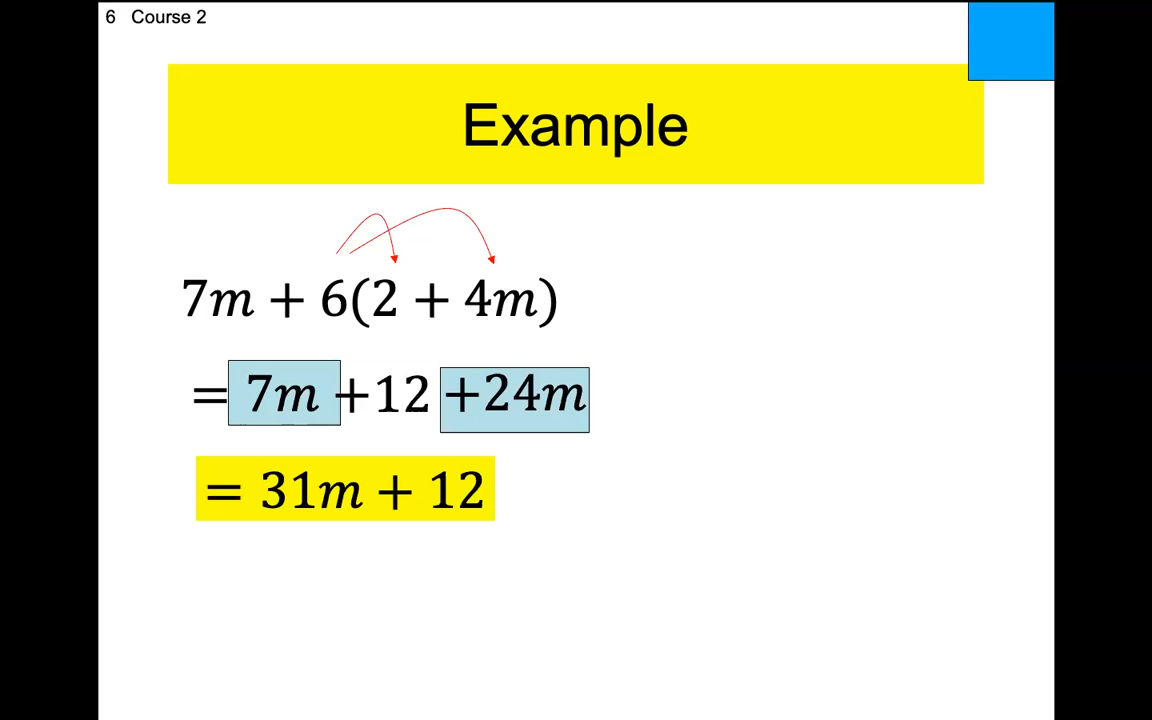 6 Course 2
Example
7m + 6(2 + 4m)
= 7m +12 +24m
= 31m + 12